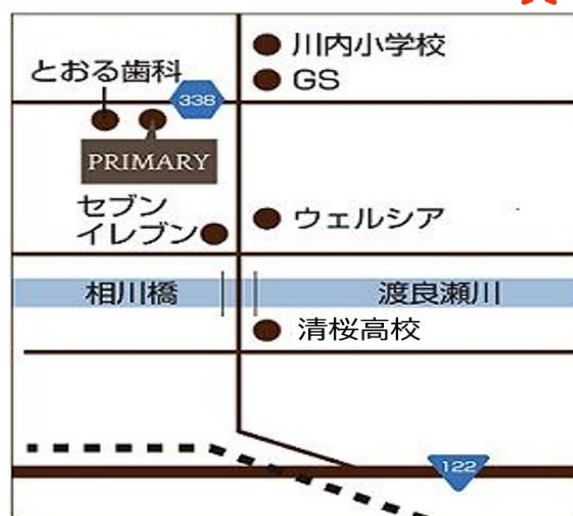 川内小学校
GS
とおる歯科
338
PRIMARY
セブン
イレブン
ウェルシア
相川橋
渡良瀬川
清桜高校
122